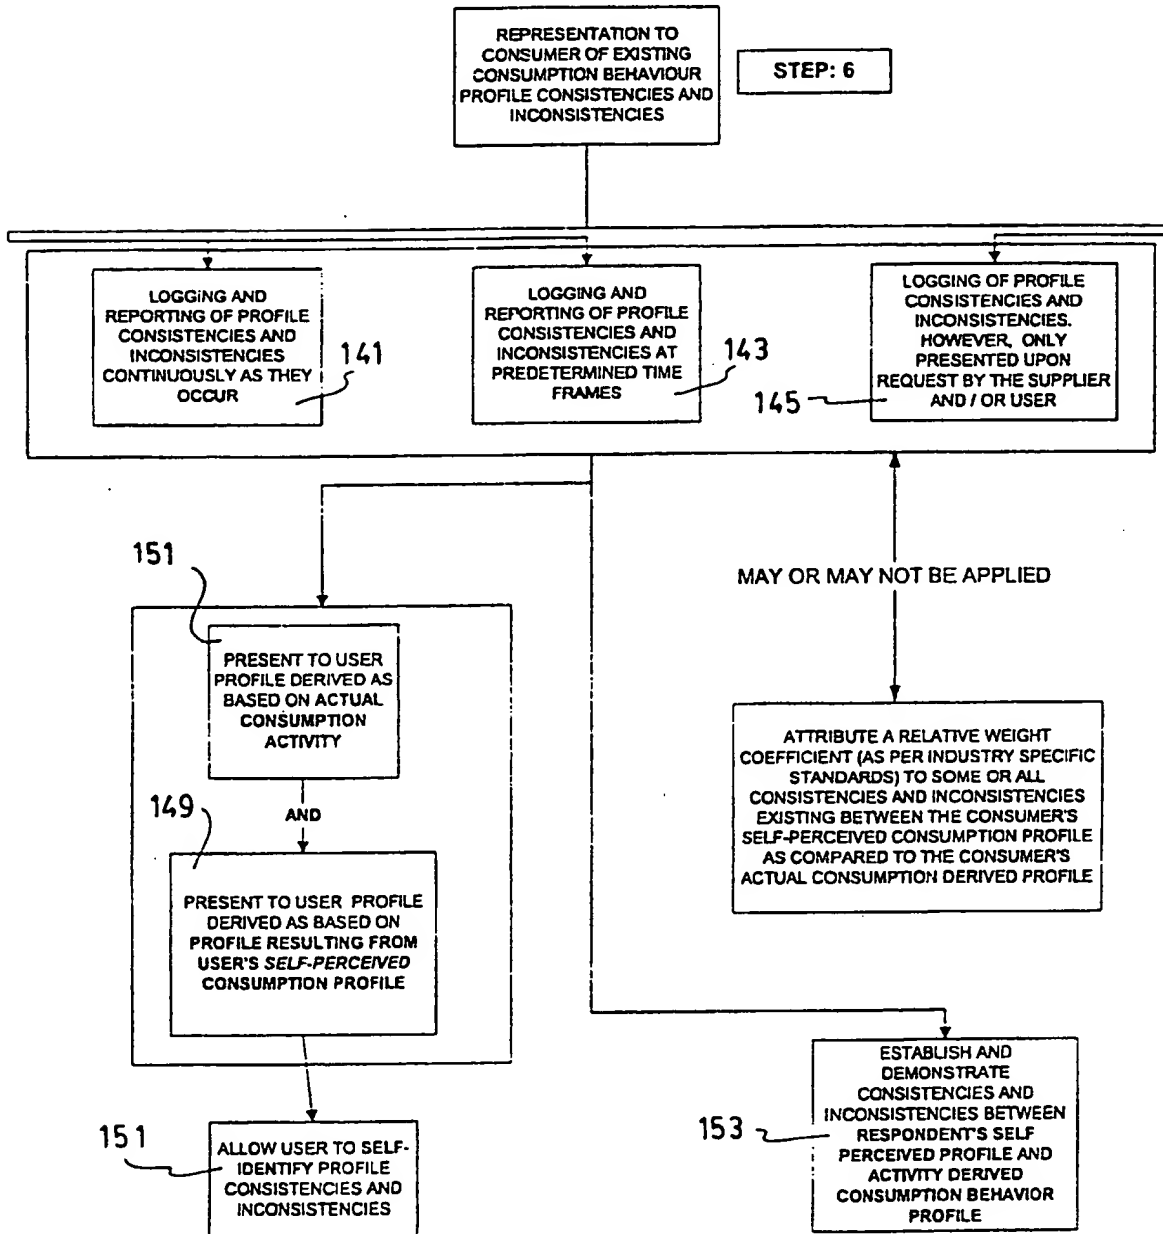 REPRESENTATION TO
CONSUMER OF EXISTING
CONSUMPTION BEHAVIOUR
PROFILE CONSISTENCIES AND
INCONSISTENCIES
STEP: 6
LOGGING AND
REPORTING OF PROFILE
CONSISTENCIES AND
INCONSISTENCIES
CONTINUOUSLY AS THEY
OCCUR
141
LOGGING AND
REPORTING OF PROFILE
CONSISTENCIES AND
INCONSISTENCIES AT
PREDETERMINED TIME
FRAMES
143
LOGGING OF PROFILE
CONSISTENCIES AND
INCONSISTENCIES.
HOWEVER, ONLY
PRESENTED UPON
REQUEST BY THE SUPPLIER
AND / OR USER
145
151
PRESENT TO USER
PROFILE DERIVED AS
BASED ON ACTUAL
CONSUMPTION
ACTIVITY
AND
149
PRESENT TO USER PROFILE
DERIVED AS BASED ON
PROFILE RESULTING FROM
USER'S SELF-PERCEIVED
CONSUMPTION PROFILE
MAY OR MAY NOT BE APPLIED
ATTRIBUTE A RELATIVE WEIGHT
COEFFICIENT (AS PER INDUSTRY SPECIFIC
STANDARDS) TO SOME OR ALL
CONSISTENCIES AND INCONSISTENCIES
EXISTING BETWEEN THE CONSUMER'S
SELF-PERCEIVED CONSUMPTION PROFILE
AS COMPARED TO THE CONSUMER'S
ACTUAL CONSUMPTION DERIVED PROFILE
151
ALLOW USER TO SELF-
IDENTIFY PROFILE
CONSISTENCIES AND
INCONSISTENCIES
153
ESTABLISH AND
DEMONSTRATE
CONSISTENCIES AND
INCONSISTENCIES BETWEEN
RESPONDENT'S SELF
PERCEIVED PROFILE AND
ACTIVITY DERIVED
CONSUMPTION BEHAVIOR
PROFILE